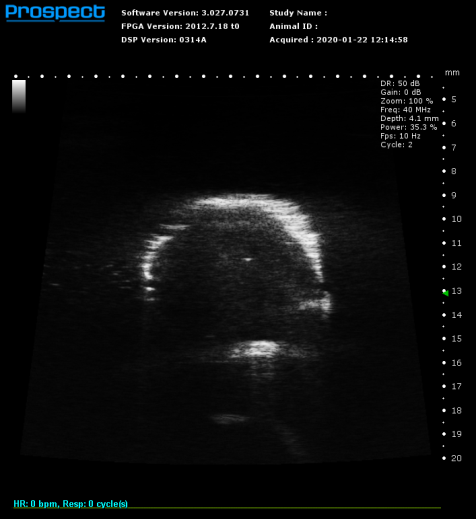 Prospect
Software Version: 3.027.0731
FPGA Version: 2012.7.18 t0
DSP Version: 0314A
Study Name :
Animal ID :
Acquired : 2020-01-22 12:14:58
mm
DR: 50 dB
Gain: 0 dB
Zoom: 100 %
Freq: 40 MHz
Depth: 4.1 mm
Power: 35.3 %
Fps: 10 Hz
Cycle: 2
5
6
7
8
9
10
11
12
13
14
15
16
17
18
19
20
HR: 0 bpm, Resp: 0 cycle(s)